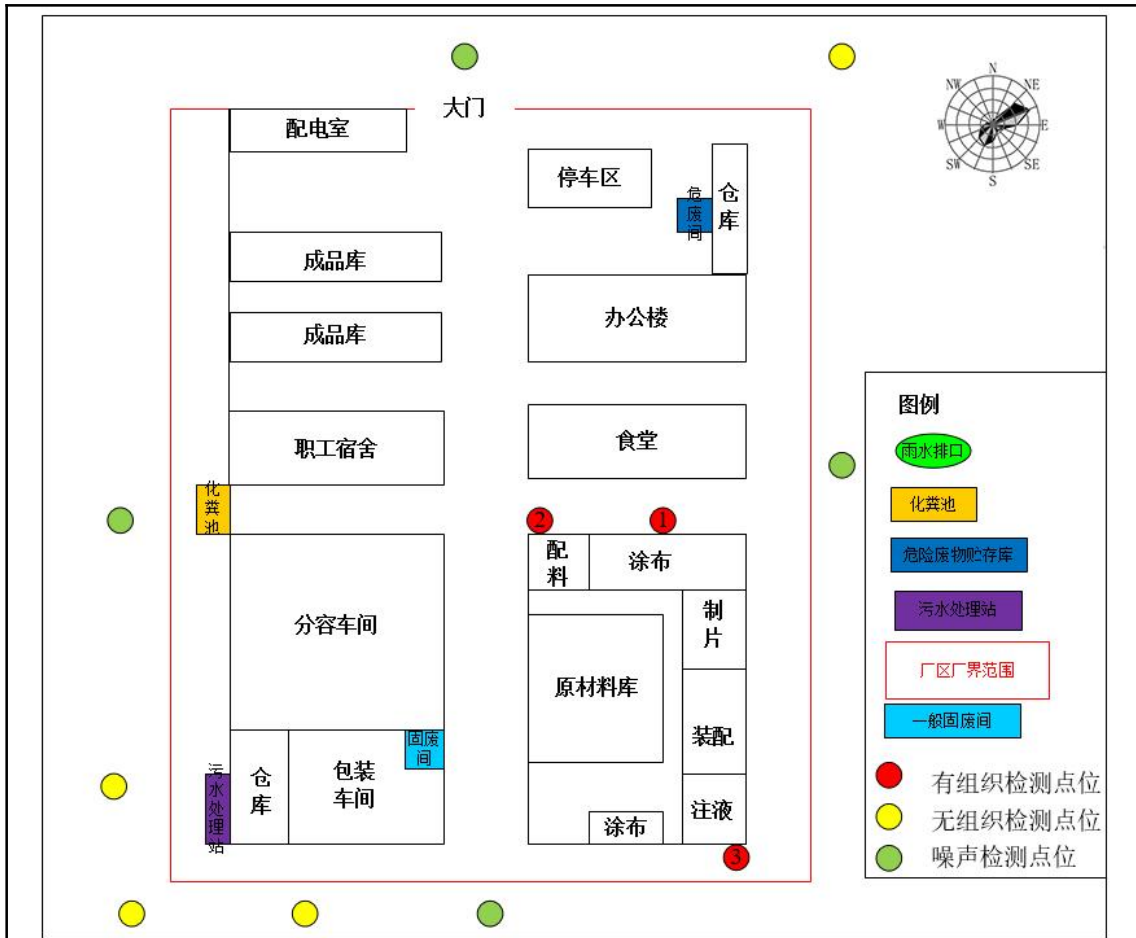 N
NW
NE
W
E
SW
SE
S
大门
配电室
停车区
仓库
危废间
成品库
办公楼
成品库
职工宿舍
食堂
化粪池
2
1
配料
涂布
分容车间
制片
原材料库
装配
固废间
污水处理站
仓库
包装
车间
注液
涂布
3
图例
雨水排口
化粪池
危险废物贮存库
污水处理站
厂区厂界范围
一般固废间
有组织检测点位
无组织检测点位
噪声检测点位